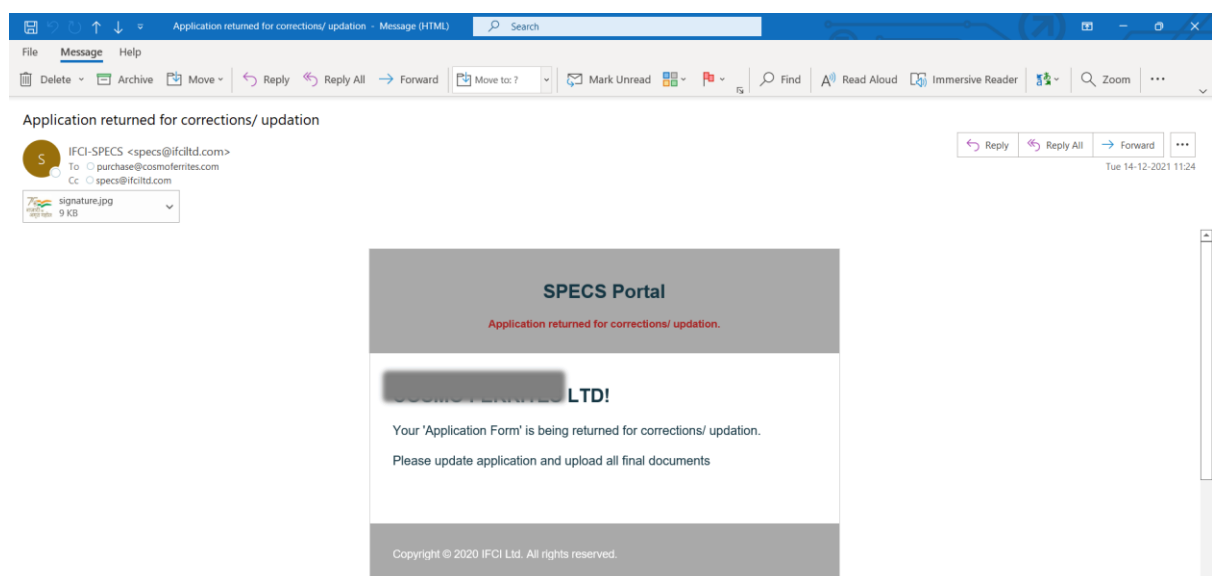 Application returned for corrections/ updation - Message (HTML)
Search
File Message Help
Delete Archive Move Reply Reply All Forward Move to: ? Mark Unread Find Read Aloud Immersive Reader Zoom
Application returned for corrections/ updation
S
IFCI-SPECS <specs@ifciltd.com>
To purchase@cosmoferrites.com
Cc specs@ifciltd.com
Reply Reply All Forward
Tue 14-12-2021 11:24
signature.jpg
9 KB
SPECS Portal
Application returned for corrections/ updation.
LTD!
Your 'Application Form' is being returned for corrections/ updation.
Please update application and upload all final documents
Copyright © 2020 IFCI Ltd. All rights reserved.